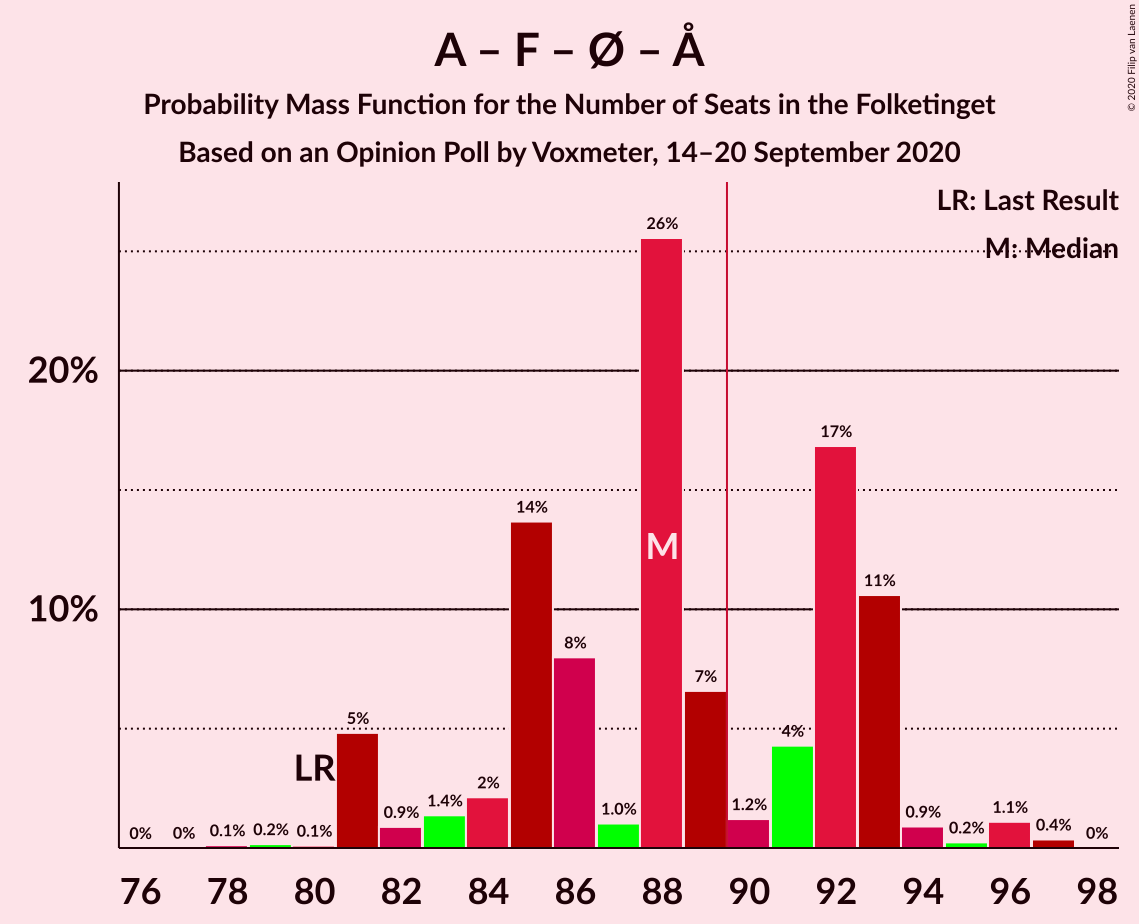 A – F – Ø – Å
Probability Mass Function for the Number of Seats in the Folketinget
Based on an Opinion Poll by Voxmeter, 14–20 September 2020
© 2020 Filip van Laenen
LR: Last Result
M: Median
20%
10%
0%
0%
0.1%
0.2%
0.1%
LR
5%
0.9%
1.4%
2%
14%
8%
1.0%
26%
M
7%
1.2%
4%
17%
11%
0.9%
0.2%
1.1%
0.4%
0%
76 78 80 82 84 86 88 90 92 94 96 98